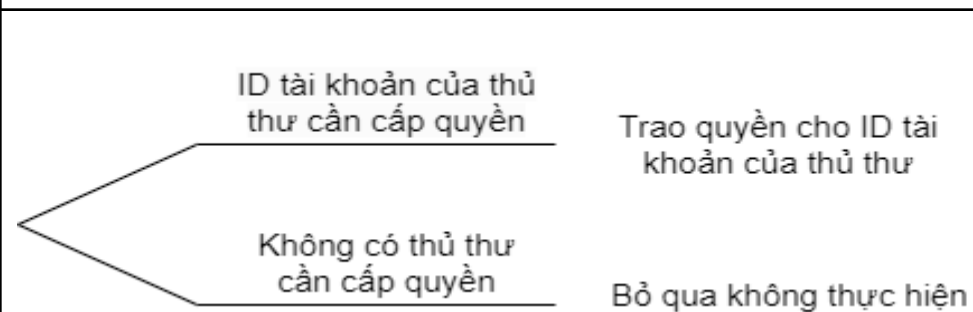 ID tài khoản của thủ
thư cần cấp quyền
Trao quyền cho ID tài
khoản của thủ thư
Không có thủ thư
cần cấp quyền
Bỏ qua không thực hiện